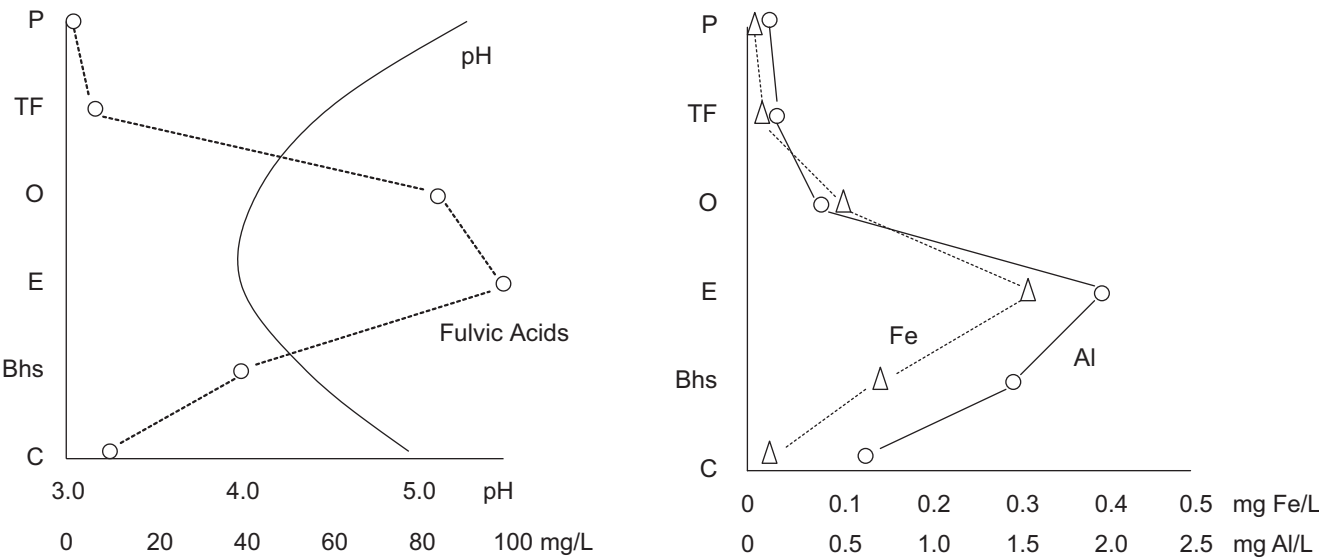 P
TF
O
E
Bhs
C
pH
Fulvic Acids
3.0 4.0 5.0 pH
0 20 40 60 80 100 mg/L
P
TF
O
E
Bhs
C
Fe
Al
0 0.1 0.2 0.3 0.4 0.5 mg Fe/L
0 0.5 1.0 1.5 2.0 2.5 mg Al/L